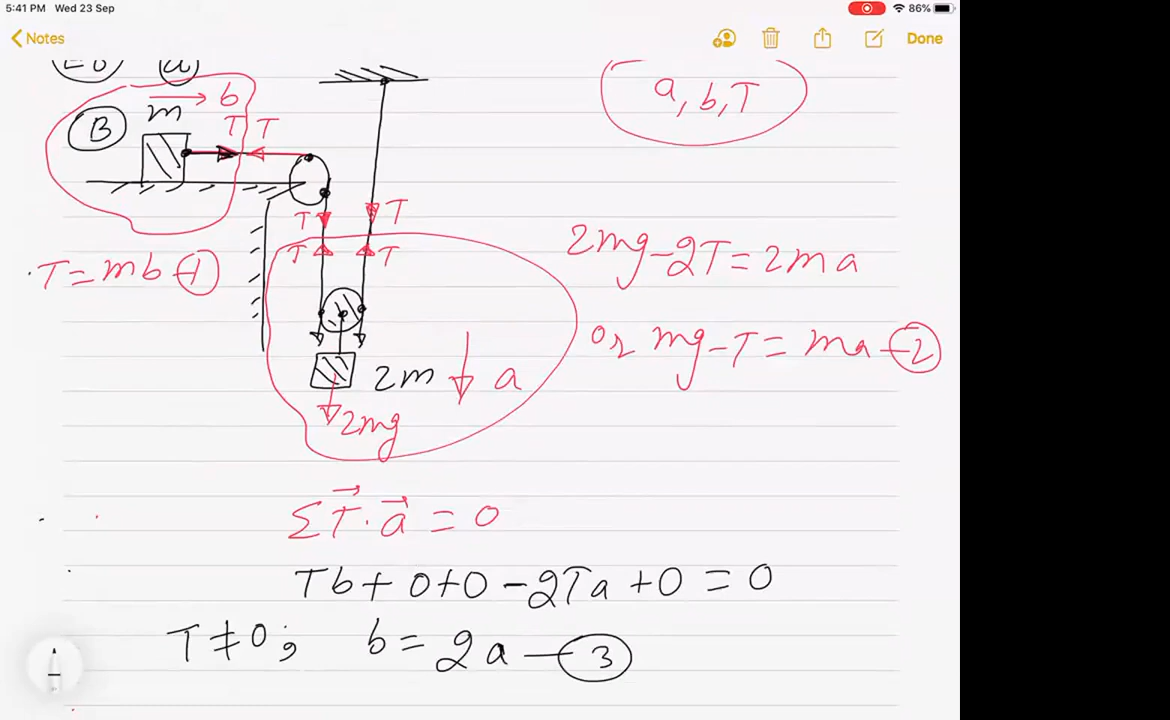 5:41 PM Wed 23 Sep
86%
Notes
Done
a, b, T
b
B
m
T T
T T
T T
T = mb - 1
2mg - 2T = 2ma
or mg - T = ma - 2
2m a
2mg
ΣT⃗ . a⃗ = 0
Tb + 0 + 0 - 2Ta + 0 = 0
T ≠ 0 ; b = 2a - 3